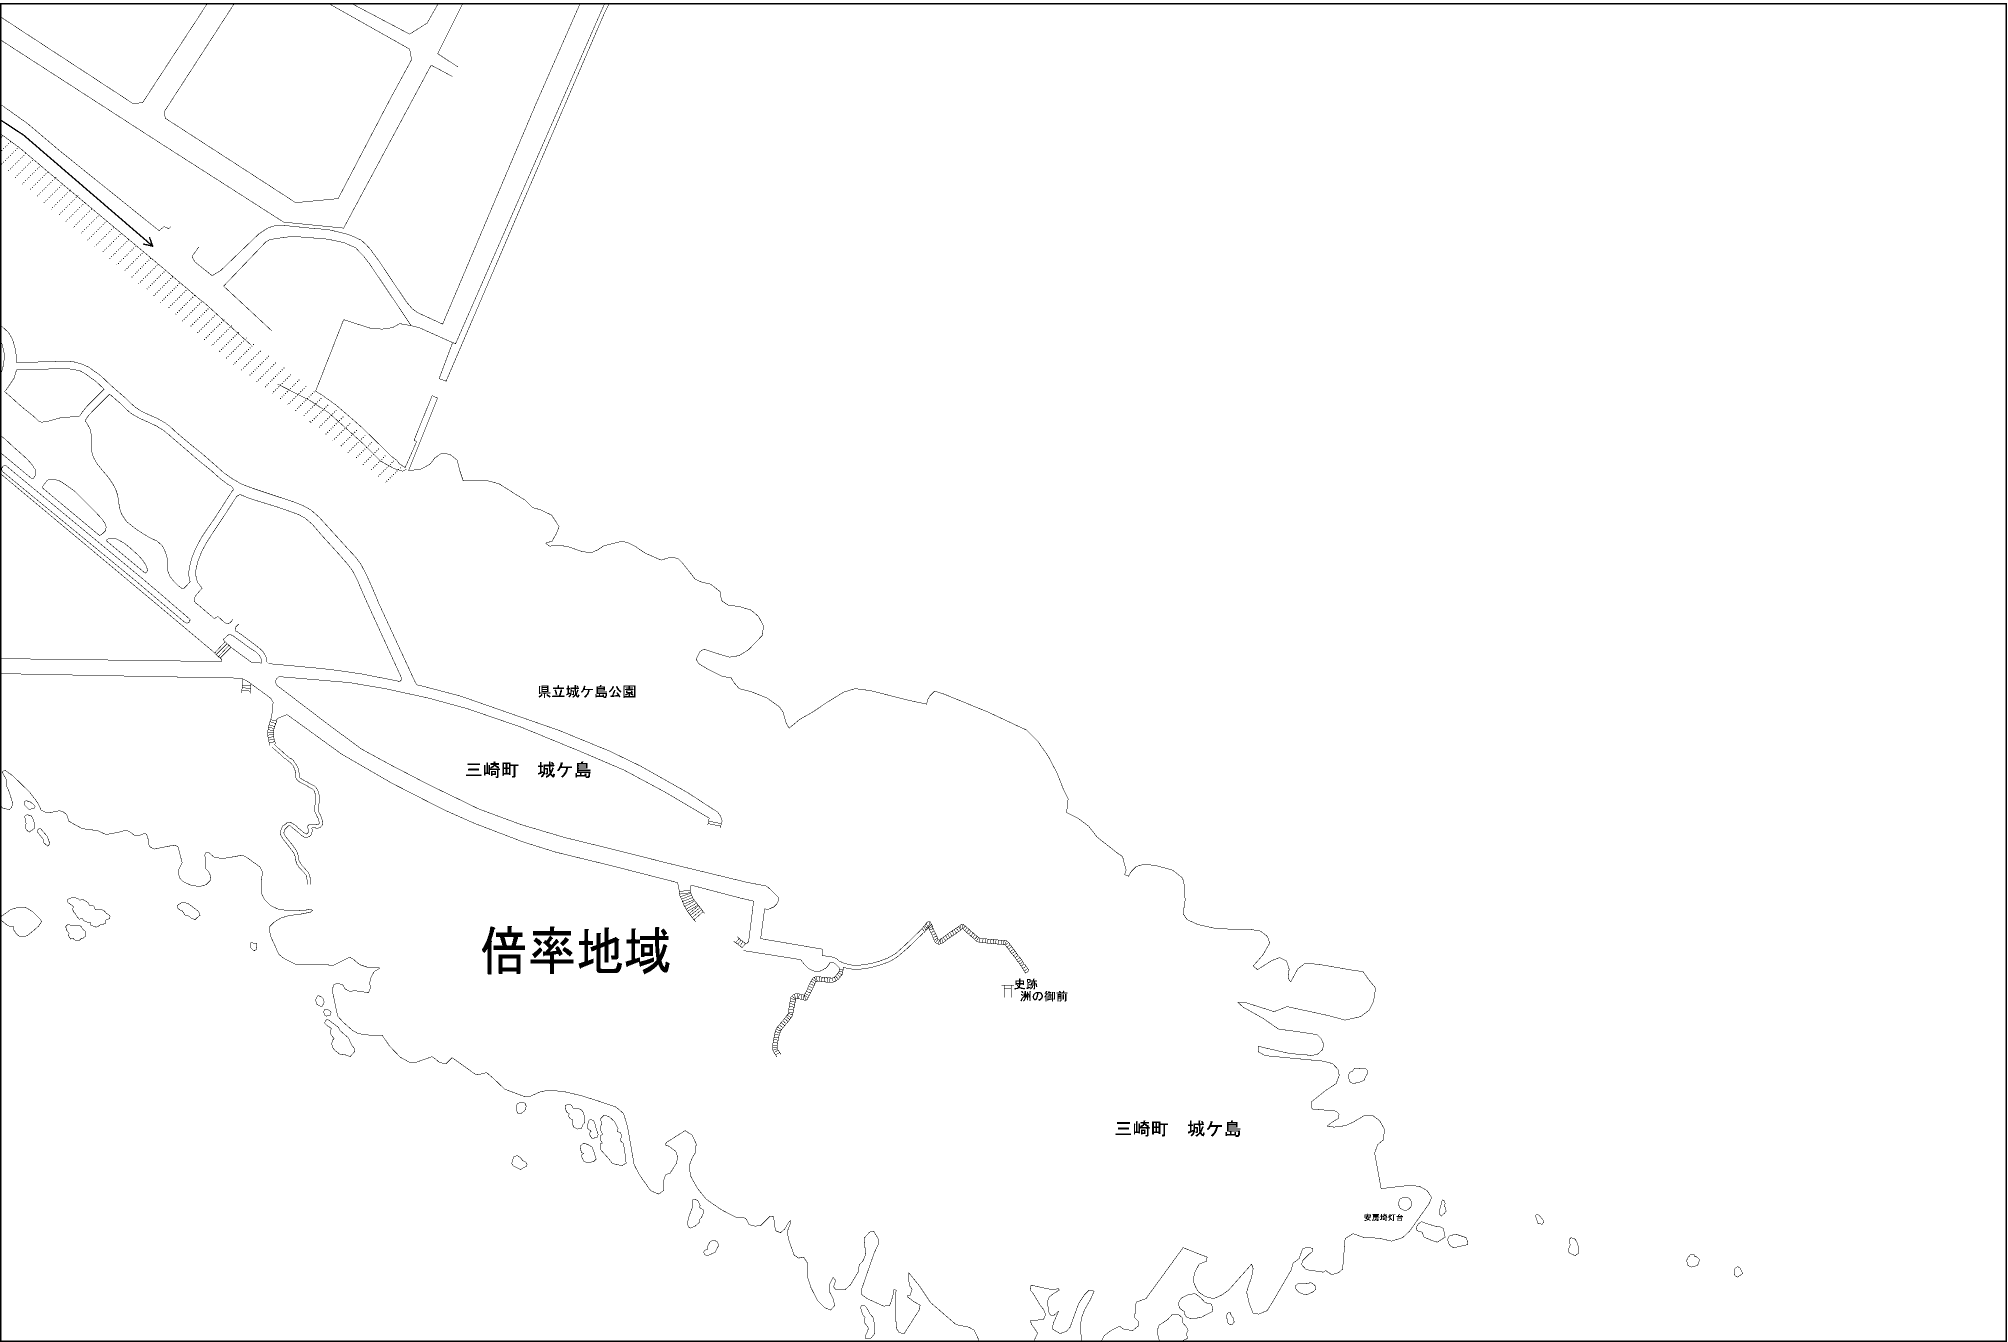 県立城ケ島公園
三崎町　城ケ島
倍率地域
史跡
洲の御前
三崎町　城ケ島
安房埼灯台